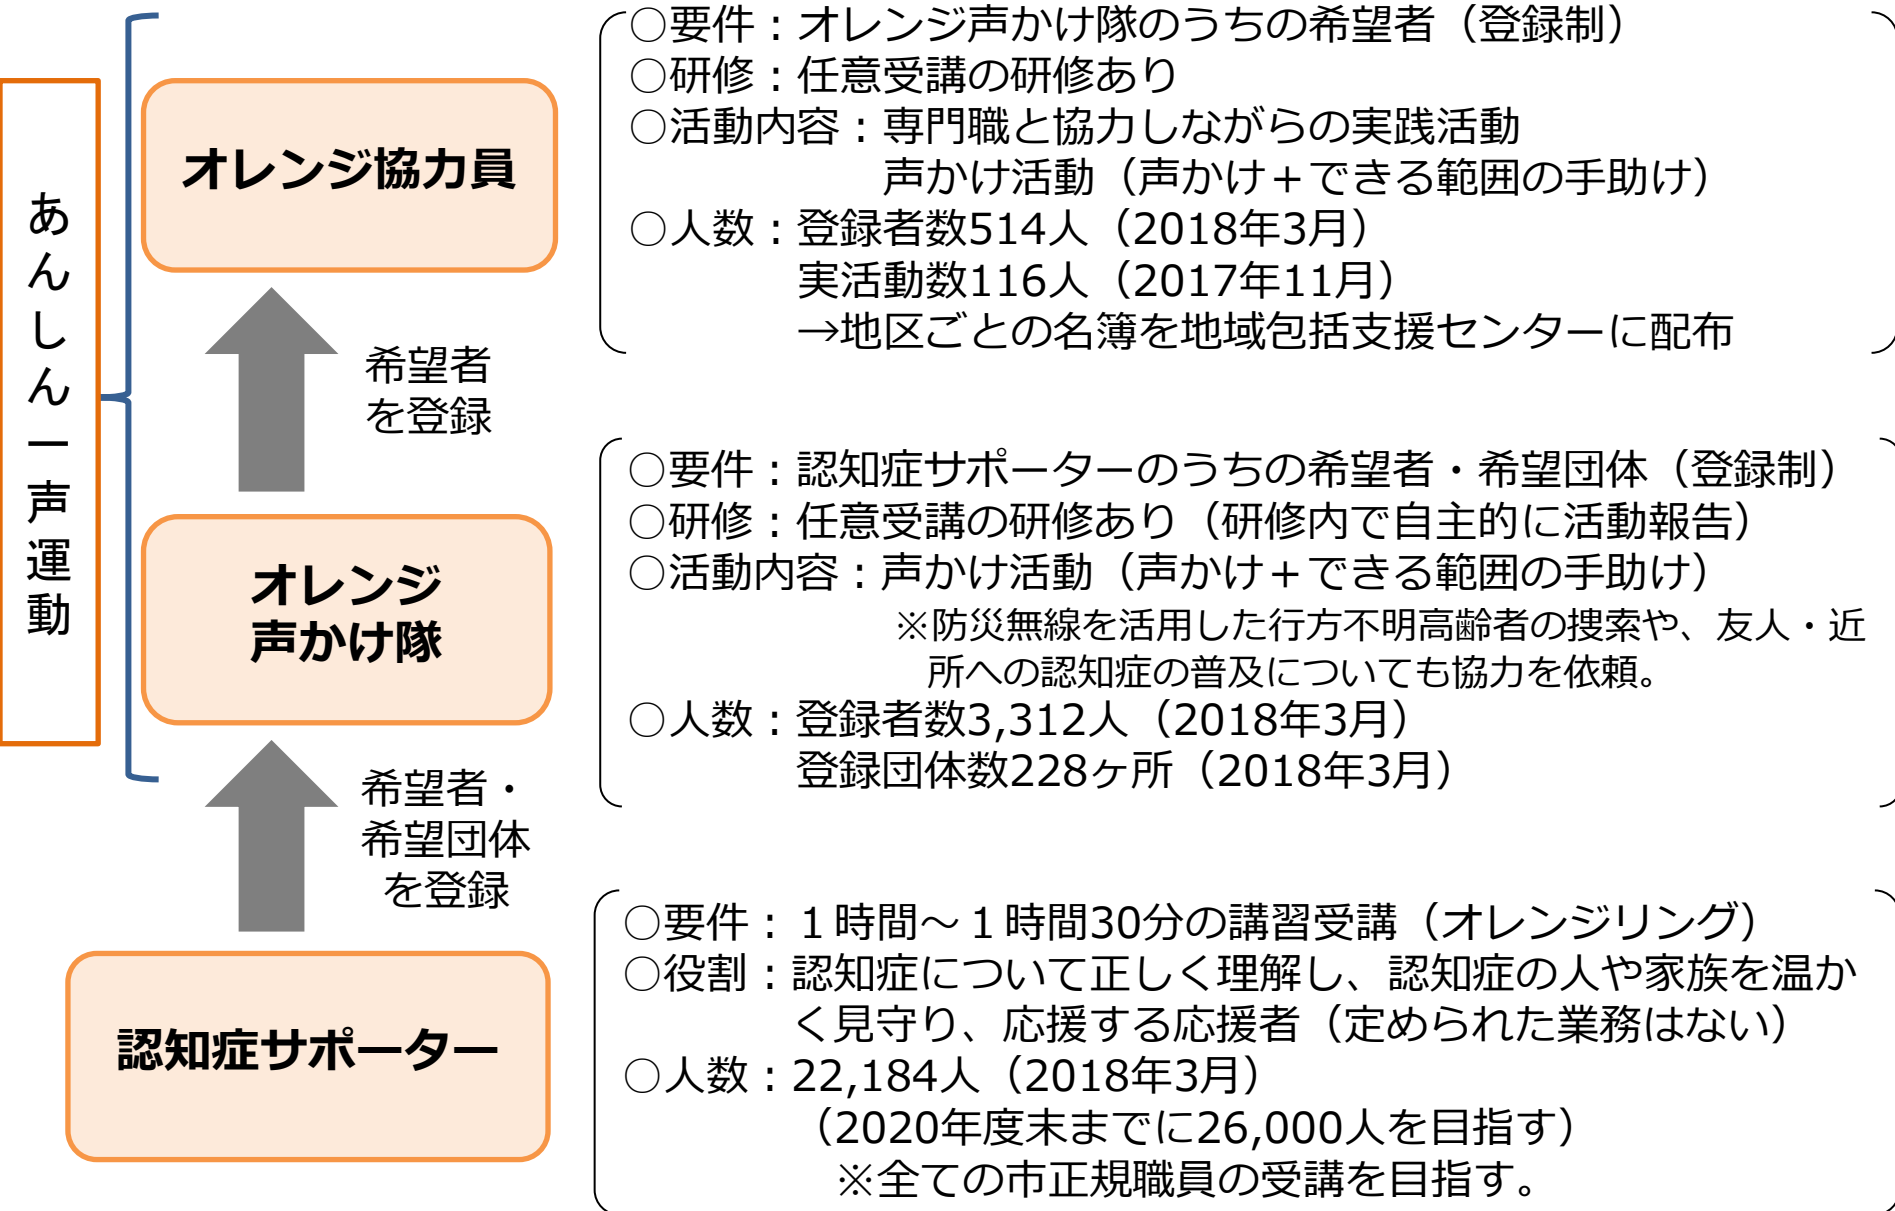 あんしん一声運動
オレンジ協力員
○要件：オレンジ声かけ隊のうちの希望者（登録制）
○研修：任意受講の研修あり
○活動内容：専門職と協力しながらの実践活動
声かけ活動（声かけ＋できる範囲の手助け）
○人数：登録者数514人（2018年3月）
実活動数116人（2017年11月）
→地区ごとの名簿を地域包括支援センターに配布
希望者
を登録
オレンジ
声かけ隊
○要件：認知症サポーターのうちの希望者・希望団体（登録制）
○研修：任意受講の研修あり（研修内で自主的に活動報告）
○活動内容：声かけ活動（声かけ＋できる範囲の手助け）
※防災無線を活用した行方不明高齢者の捜索や、友人・近
所への認知症の普及についても協力を依頼。
○人数：登録者数3,312人（2018年3月）
登録団体数228ヶ所（2018年3月）
希望者・
希望団体
を登録
認知症サポーター
○要件：１時間～１時間30分の講習受講（オレンジリング）
○役割：認知症について正しく理解し、認知症の人や家族を温か
く見守り、応援する応援者（定められた業務はない）
○人数：22,184人（2018年3月）
（2020年度末までに26,000人を目指す）
※全ての市正規職員の受講を目指す。